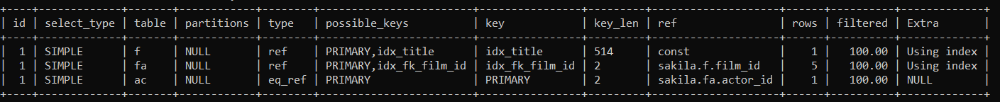 +----+-------------+-------+------------+--------+------------------------+----------------+---------+--------------------+------+----------+-------------+
| id | select_type | table | partitions | type | possible_keys | key | key_len | ref | rows | filtered | Extra |
+----+-------------+-------+------------+--------+------------------------+----------------+---------+--------------------+------+----------+-------------+
| 1 | SIMPLE | f | NULL | ref | PRIMARY,idx_title | idx_title | 514 | const | 1 | 100.00 | Using index |
| 1 | SIMPLE | fa | NULL | ref | PRIMARY,idx_fk_film_id | idx_fk_film_id | 2 | sakila.f.film_id | 5 | 100.00 | Using index |
| 1 | SIMPLE | ac | NULL | eq_ref | PRIMARY | PRIMARY | 2 | sakila.fa.actor_id | 1 | 100.00 | NULL |
+----+-------------+-------+------------+--------+------------------------+----------------+---------+--------------------+------+----------+-------------+